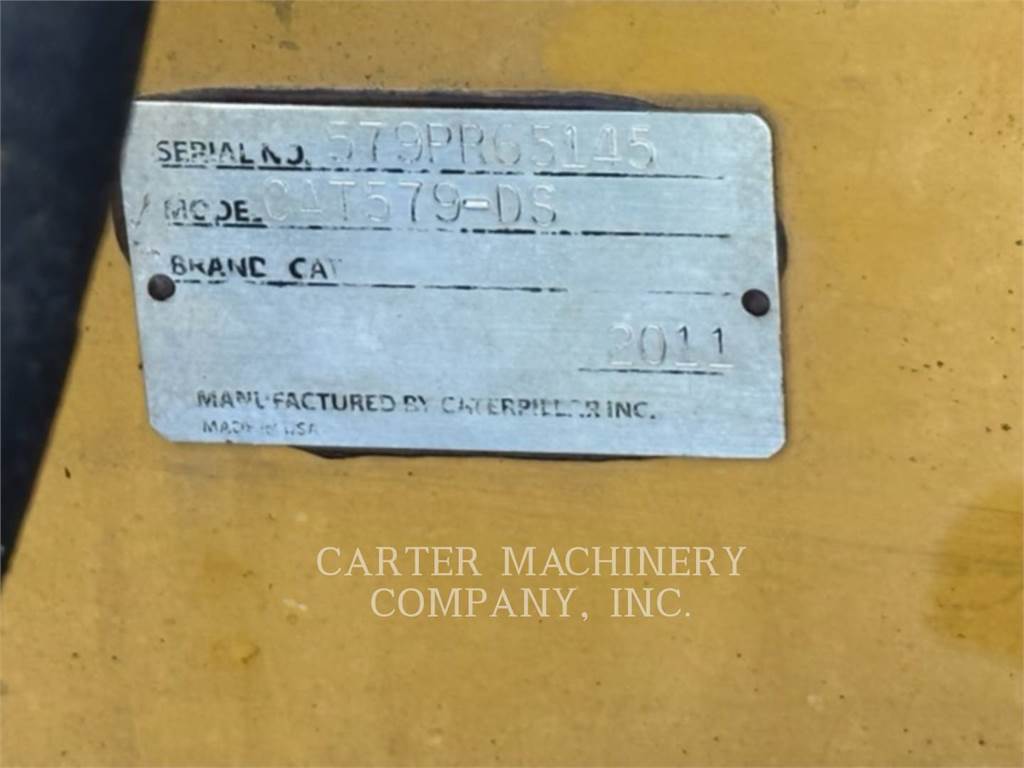 SERIAL NO. 579PR65145
MODEL CAT579-DS
BRAND CAT
2011
MANUFACTURED BY CATERPILLAR INC.
MADE IN USA
CARTER MACHINERY
COMPANY, INC.